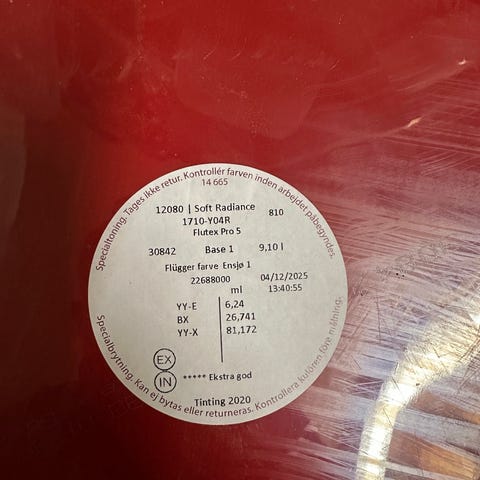 Specialtoning. Tages ikke retur. Kontrollér farven inden arbejdet påbegyndes.
14 665
12080 | Soft Radiance 810
1710-Y04R
Flutex Pro 5
30842 Base 1 9,10 l
Flügger farve Ensjø 1
22688000 04/12/2025
ml 13:40:55
YY-E 6,24
BX 26,741
YY-X 81,172
EX
IN ***** Ekstra god
Tinting 2020
Specialbrytning. Kan ej bytas eller returneras. Kontrollera kulören före målning.